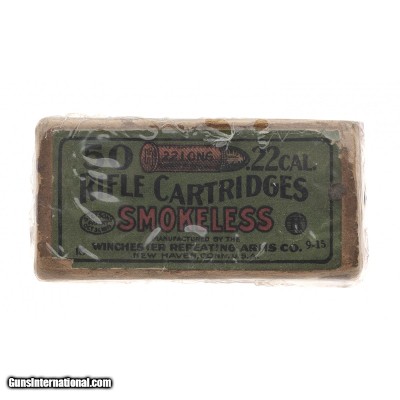 50 .22 LONG .22 CAL.
RIFLE CARTRIDGES
SMOKELESS
MANUFACTURED BY THE
WINCHESTER REPEATING ARMS CO. 9-15
NEW HAVEN, CONN. U.S.A.
GunsInternational.com